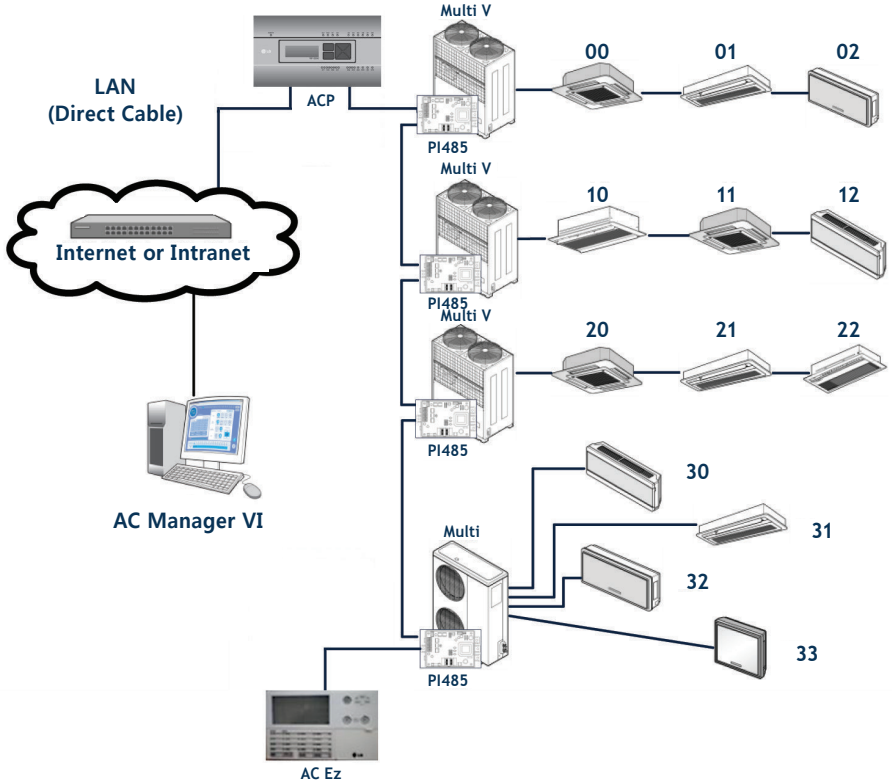 Multi V
00
01
02
LAN
(Direct Cable)
ACP
PI485
Multi V
10
11
12
Internet or Intranet
PI485
Multi V
20
21
22
PI485
30
AC Manager VI
Multi
31
32
33
PI485
AC Ez